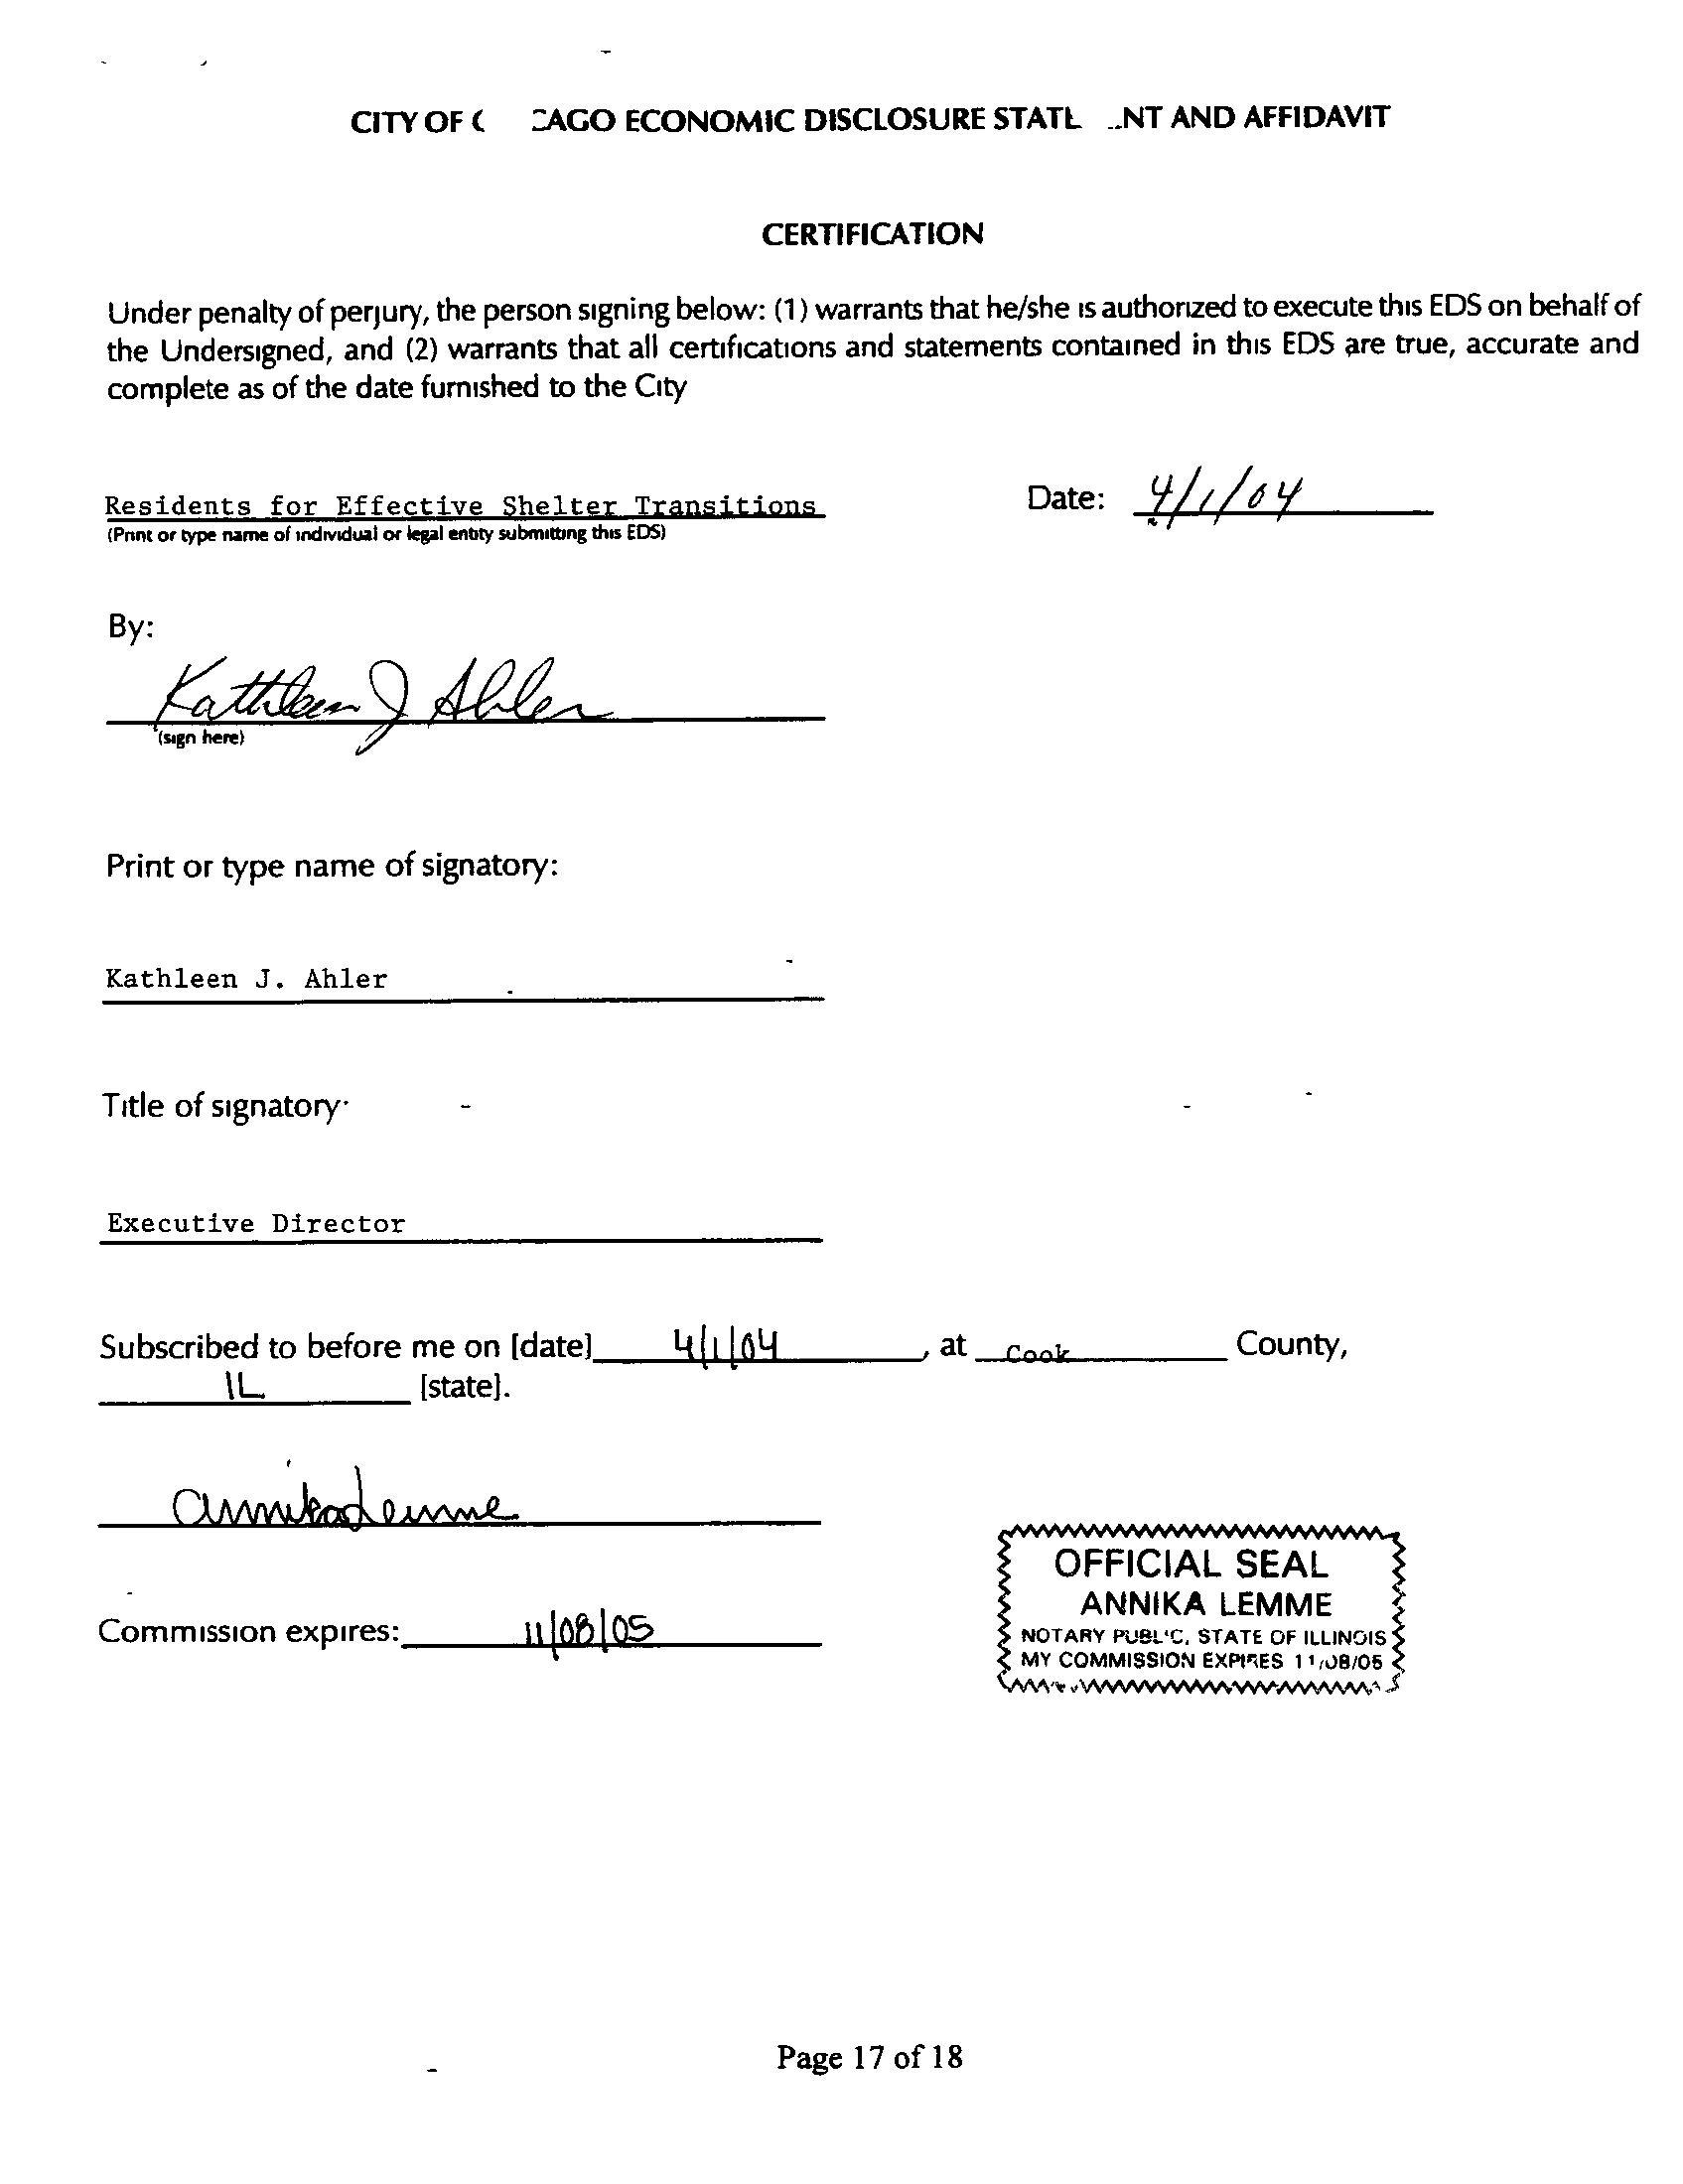 CITY OF C AGO ECONOMIC DISCLOSURE STATE NT AND AFFIDAVIT
CERTIFICATION
Under penalty of perjury, the person signing below: (1) warrants that he/she is authorized to execute this EDS on behalf of
the Undersigned, and (2) warrants that all certifications and statements contained in this EDS are true, accurate and
complete as of the date furnished to the City
Residents for Effective Shelter Transitions
Date: 4/1/04
(Print or type name of individual or legal entity submitting this EDS)
By:
Kathleen J Ahler
(sign here)
Print or type name of signatory:
Kathleen J. Ahler
Title of signatory:
Executive Director
Subscribed to before me on [date] 4/1/04, at Cook County,
IL [state].
Annika Lemme
OFFICIAL SEAL
ANNIKA LEMME
Commission expires: 11/08/05
NOTARY PUBLIC, STATE OF ILLINOIS
MY COMMISSION EXPIRES 11/08/05
Page 17 of 18